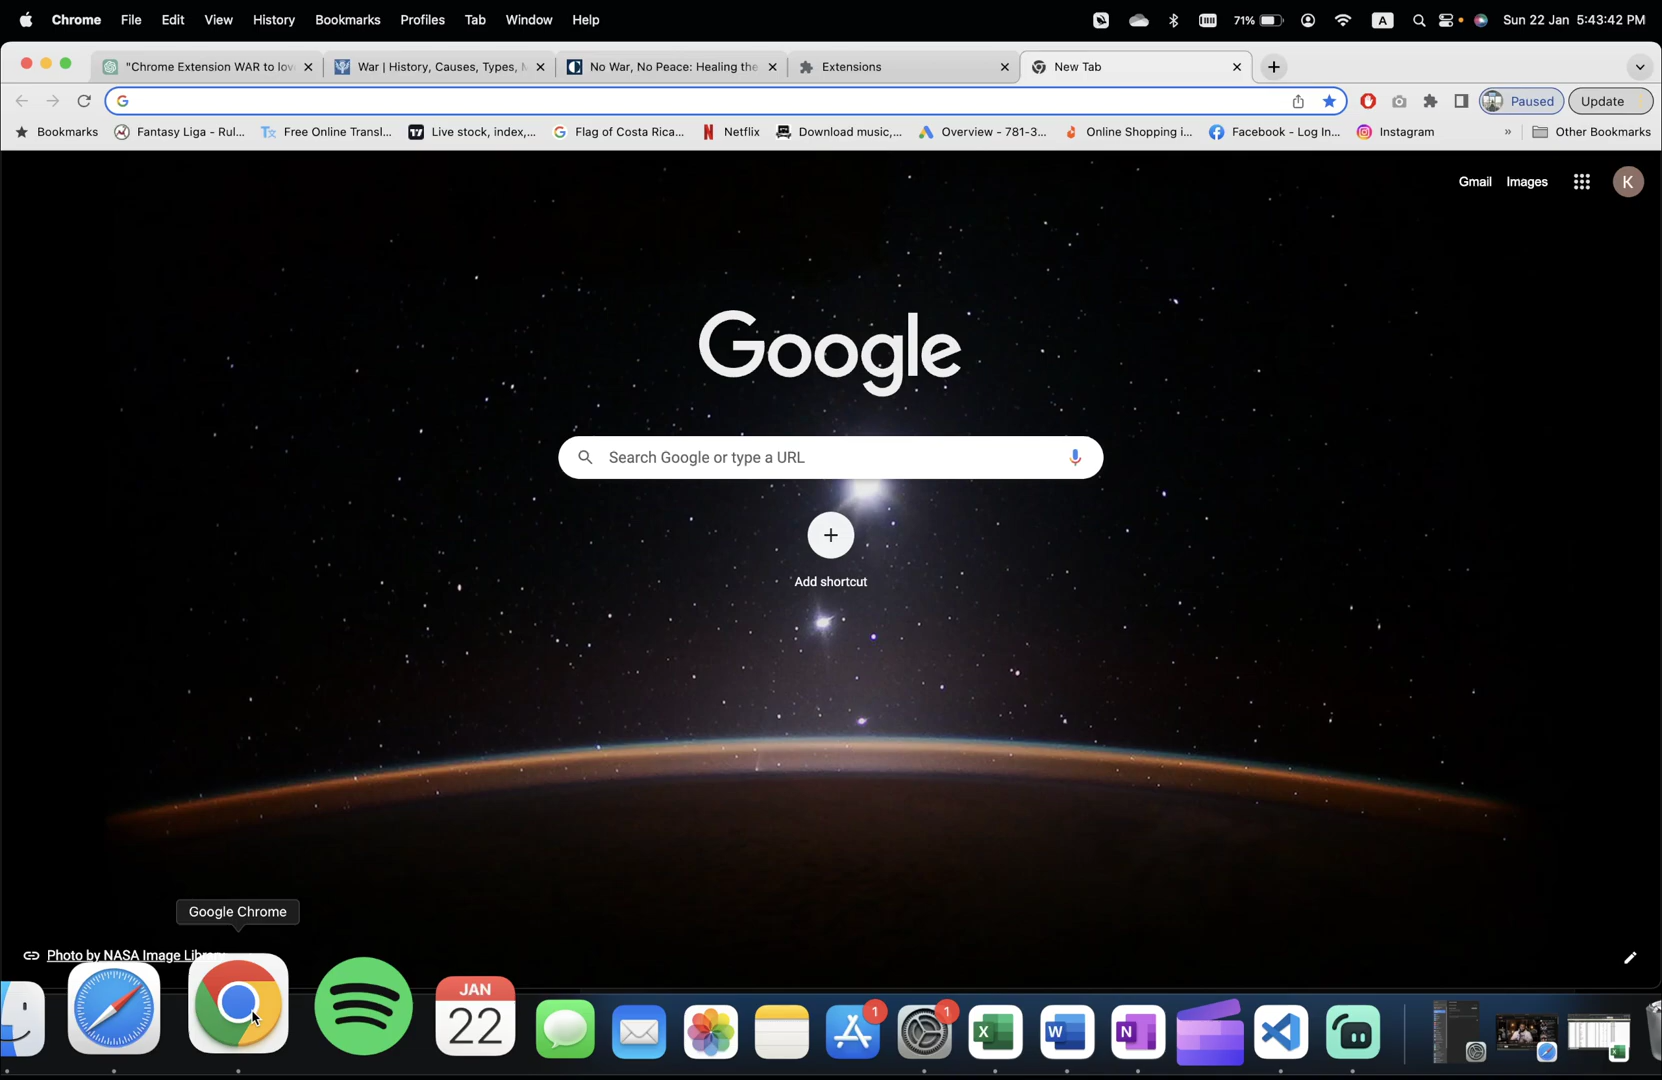 Chrome File Edit View History Bookmarks Profiles Tab Window Help 71% A Sun 22 Jan 5:43:42 PM
"Chrome Extension WAR to lov War | History, Causes, Types, No War, No Peace: Healing the Extensions New Tab
G Paused Update
Bookmarks Fantasy Liga - Rul... Free Online Transl... Live stock, index,... Flag of Costa Rica... Netflix Download music,... Overview - 781-3... Online Shopping i... Facebook - Log In... Instagram » Other Bookmarks
Gmail Images K
Google
Search Google or type a URL
Add shortcut
Google Chrome
Photo by NASA Image Library
JAN
22
1 1
X W N